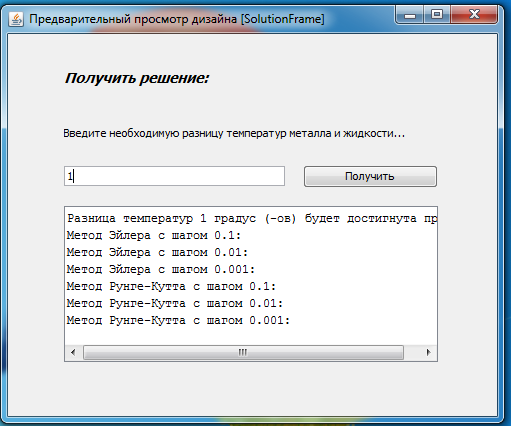 Предварительный просмотр дизайна [SolutionFrame]
Получить решение:
Введите необходимую разницу температур металла и жидкости...
1
Получить
Разница температур 1 градус (-ов) будет достигнута пр
Метод Эйлера с шагом 0.1:
Метод Эйлера с шагом 0.01:
Метод Эйлера с шагом 0.001:
Метод Рунге-Кутта с шагом 0.1:
Метод Рунге-Кутта с шагом 0.01:
Метод Рунге-Кутта с шагом 0.001: